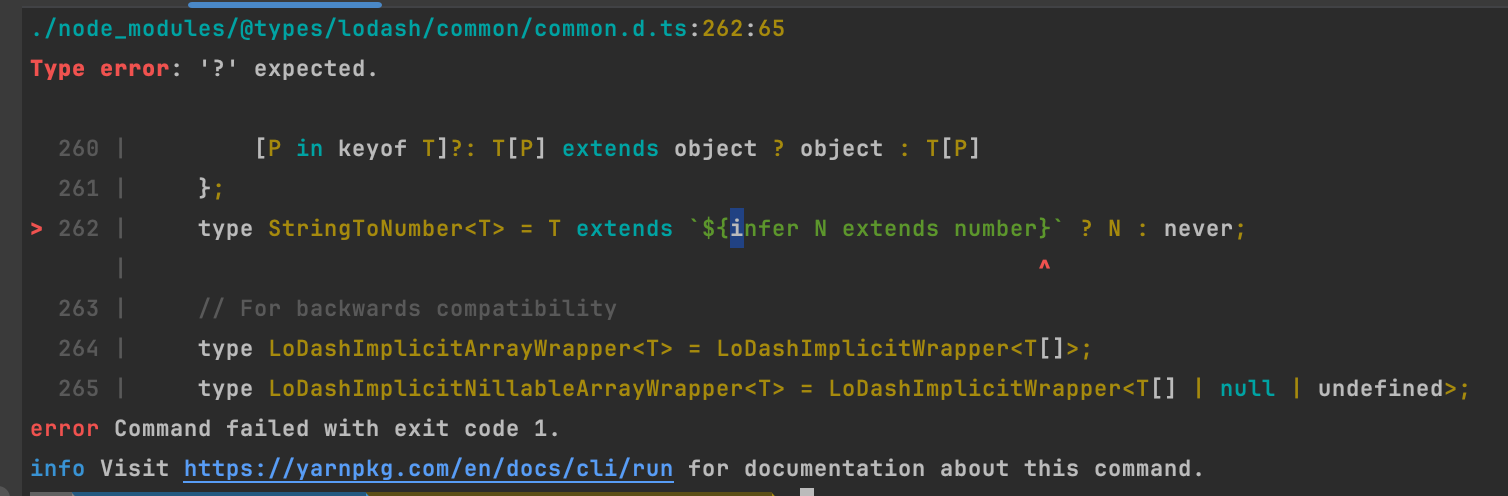 ./node_modules/@types/lodash/common/common.d.ts:262:65
Type error: '?' expected.
260 |         [P in keyof T]?: T[P] extends object ? object : T[P]
261 |     };
> 262 |     type StringToNumber<T> = T extends `${infer N extends number}` ? N : never;
|                                                                 ^
263 |     // For backwards compatibility
264 |     type LoDashImplicitArrayWrapper<T> = LoDashImplicitWrapper<T[]>;
265 |     type LoDashImplicitNillableArrayWrapper<T> = LoDashImplicitWrapper<T[] | null | undefined>;
error Command failed with exit code 1.
info Visit https://yarnpkg.com/en/docs/cli/run for documentation about this command.